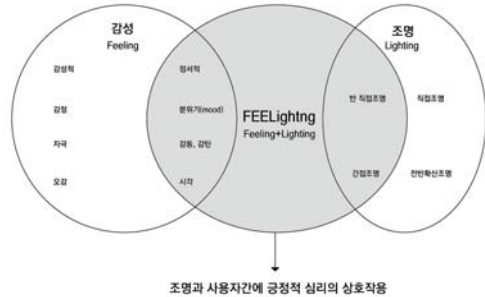 감성
Feeling
감성적
감정
자극
오감
정서적
분위기(mood)
감동, 감탄
시각
FEELightng
Feeling+Lighting
반 직접조명
간접조명
조명
Lighting
직접조명
전반확산조명
조명과 사용자간에 긍정적 심리의 상호작용